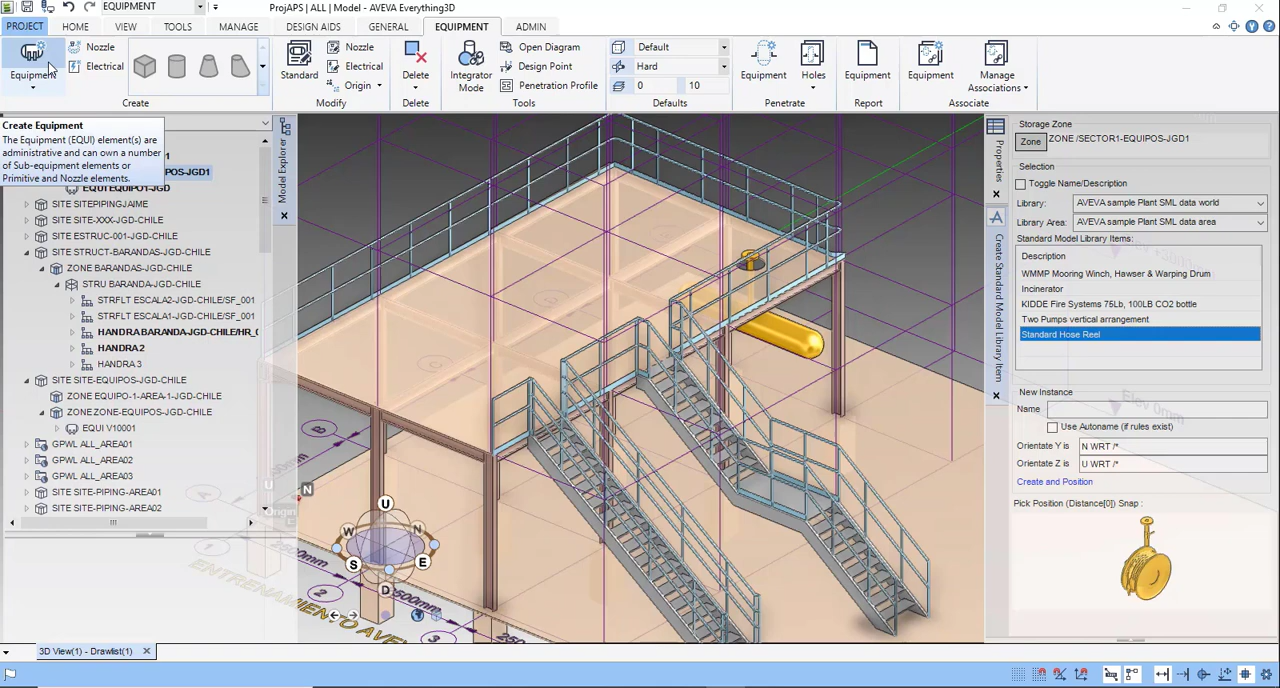 EQUIPMENT
ProjAPS | ALL | Model - AVEVA Everything3D
PROJECT HOME VIEW TOOLS MANAGE DESIGN AIDS GENERAL EQUIPMENT ADMIN
Equipment
Nozzle
Electrical
Create
Standard
Nozzle
Electrical
Origin
Modify
Delete
Delete
Integrator Mode
Open Diagram
Design Point
Penetration Profile
Tools
Default
Hard
0 10
Defaults
Equipment Holes
Penetrate
Equipment
Report
Equipment Manage Associations
Associate
Create Equipment
The Equipment (EQUI) element(s) are
administrative and can own a number
of Sub-equipment elements or
Primitive and Nozzle elements.
SITE SITEPIPINGJAIME
SITE SITE-XXX-JGD-CHILE
SITE ESTRUC-001-JGD-CHILE
SITE STRUCT-BARANDAS-JGD-CHILE
ZONE BARANDAS-JGD-CHILE
STRU BARANDA-JGD-CHILE
STRFLT ESCALA2-JGD-CHILE/SF_001
STRFLT ESCALA1-JGD-CHILE/SF_001
HANDRA BARANDA-JGD-CHILE/HR_0
HANDRA 2
HANDRA 3
SITE SITE-EQUIPOS-JGD-CHILE
ZONE EQUIPO-1-AREA-1-JGD-CHILE
ZONE ZONE-EQUIPOS-JGD-CHILE
EQUI V10001
GPWL ALL_AREA01
GPWL ALL_AREA02
GPWL ALL_AREA03
SITE SITE-PIPING-AREA01
SITE SITE-PIPING-AREA02
Model Explorer
U
N
W N
S E
D
U
1
2
3
A
B
ENTRENAMIENTO AVE
Properties
Create Standard Model Library Item
Storage Zone
Zone ZONE /SECTOR1-EQUIPOS-JGD1
Selection
Toggle Name/Description
Library: AVEVA sample Plant SML data world
Library Area: AVEVA sample Plant SML data area
Standard Model Library Items:
Description
WMMP Mooring Winch, Hawser & Warping Drum
Incinerator
KIDDE Fire Systems 75Lb, 100LB CO2 bottle
Two Pumps vertical arrangement
Standard Hose Reel
New Instance
Name
Use Autoname (if rules exist)
Orientate Y is N WRT /*
Orientate Z is U WRT /*
Create and Position
Pick Position (Distance[0]) Snap :
3D View(1) - Drawlist(1)